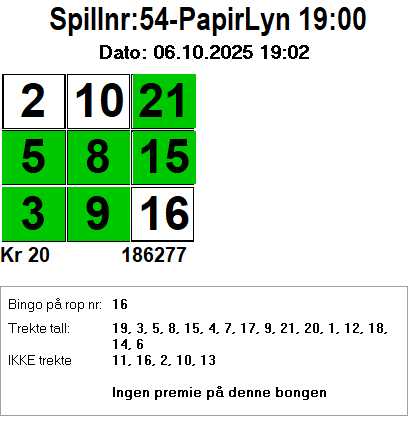 Spillnr:54-PapirLyn 19:00
Dato: 06.10.2025 19:02
2 10 21
5 8 15
3 9 16
Kr 20 186277
Bingo på rop nr: 16
Trekte tall: 19, 3, 5, 8, 15, 4, 7, 17, 9, 21, 20, 1, 12, 18,
14, 6
IKKE trekte 11, 16, 2, 10, 13
Ingen premie på denne bongen